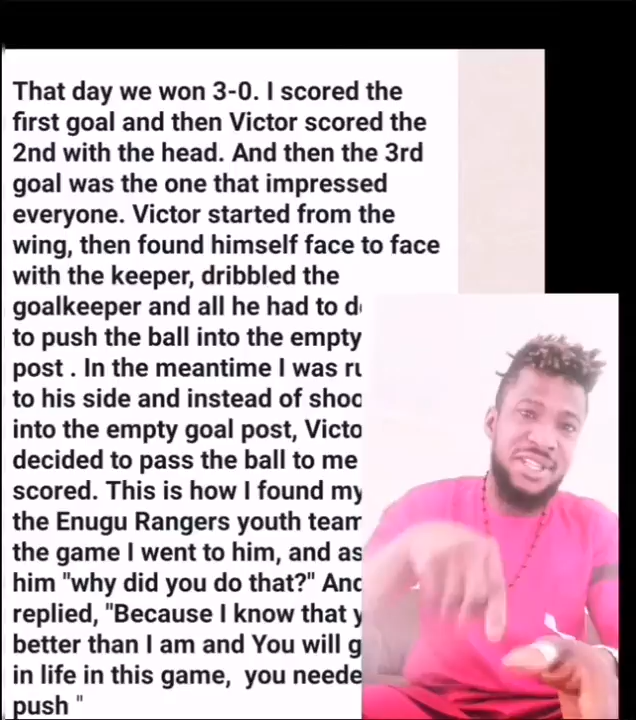 That day we won 3-0. I scored the
first goal and then Victor scored the
2nd with the head. And then the 3rd
goal was the one that impressed
everyone. Victor started from the
wing, then found himself face to face
with the keeper, dribbled the
goalkeeper and all he had to
to push the ball into the empty
post . In the meantime I was
to his side and instead of
into the empty goal post,
decided to pass the ball to me
scored. This is how I found
the Enugu Rangers youth team
the game I went to him, and
him "why did you do that?"
replied, "Because I know that
better than I am and You will
in life in this game, you
push "